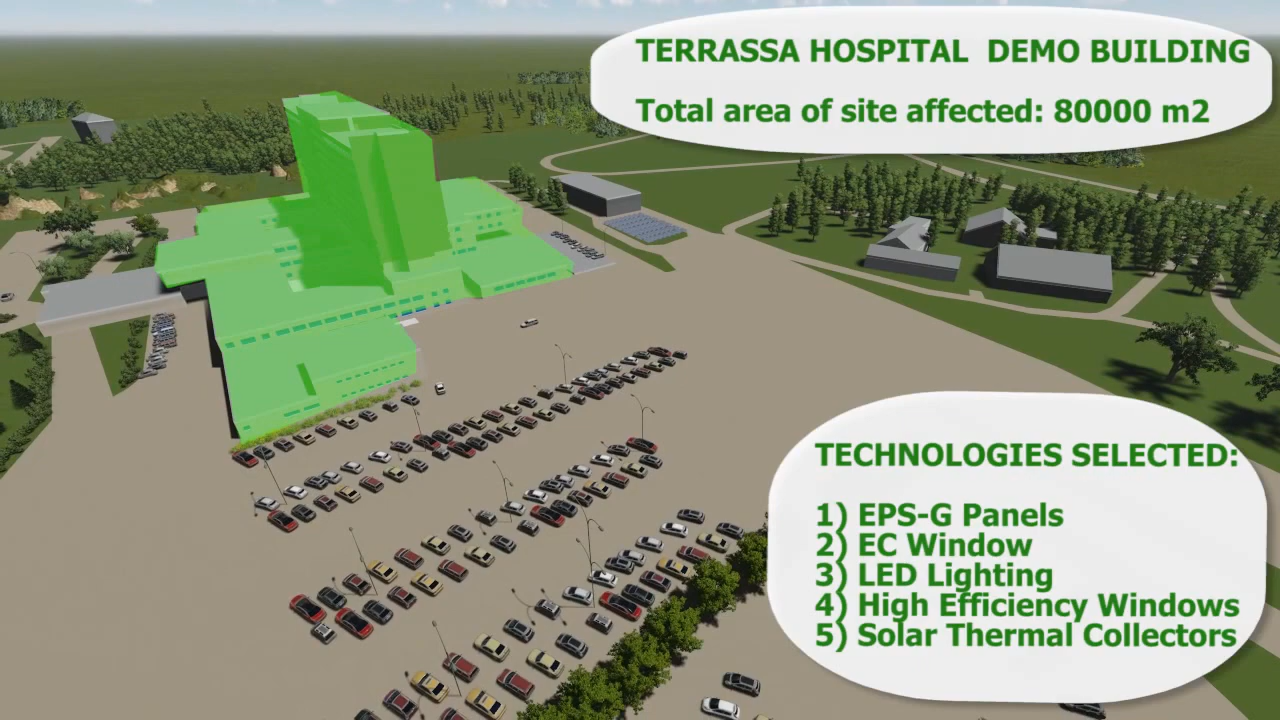 TERRASSA HOSPITAL  DEMO BUILDING
Total area of site affected: 80000 m2
TECHNOLOGIES SELECTED:
1) EPS-G Panels
2) EC Window
3) LED Lighting
4) High Efficiency Windows
5) Solar Thermal Collectors